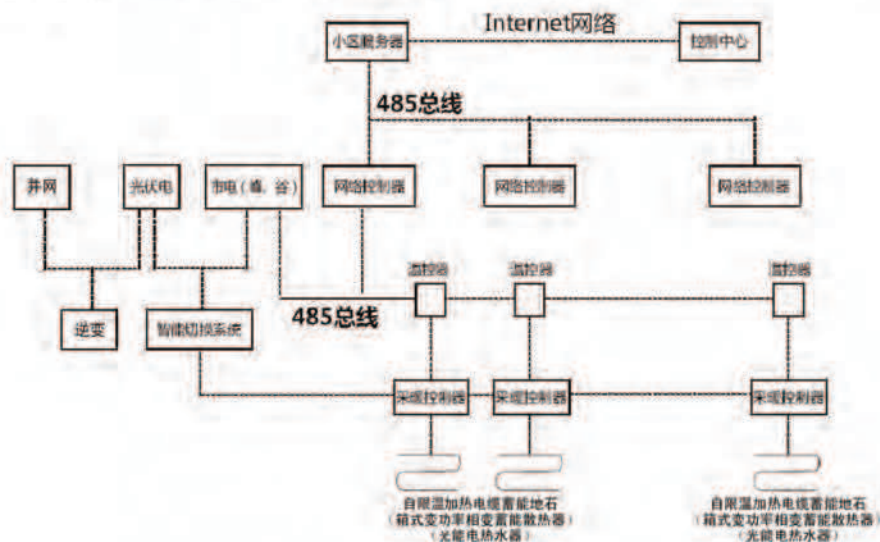 Internet网络
小区服务器
控制中心
485总线
并网
光伏电
市电（峰、谷）
网络控制器
网络控制器
网络控制器
温控器
温控器
温控器
485总线
逆变
智能切换系统
采暖控制器
采暖控制器
采暖控制器
自限温加热电缆蓄能地石
（箱式变功率相变蓄能散热器）
（光能电热水器）
自限温加热电缆蓄能地石
（箱式变功率相变蓄能散热器）
（光能电热水器）